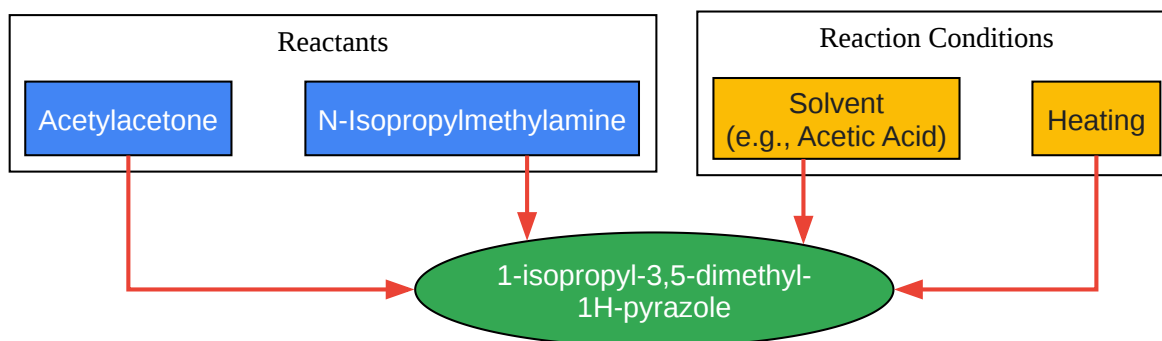 Reactants
Reaction Conditions
Acetylacetone
N-Isopropylmethylamine
Solvent
(e.g., Acetic Acid)
Heating
1-isopropyl-3,5-dimethyl-
1H-pyrazole